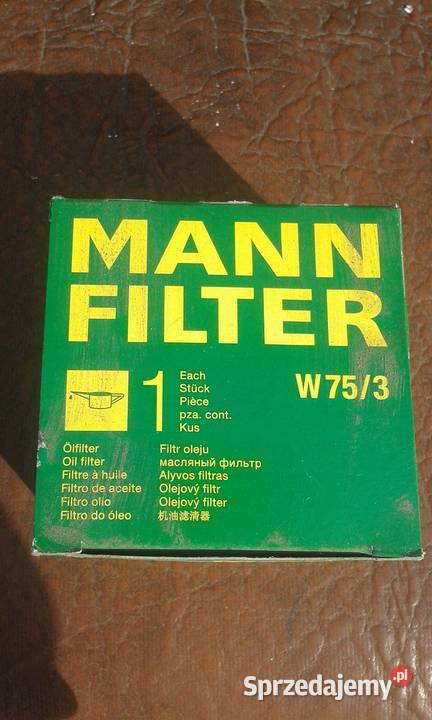 MANN
FILTER
1
Each
Stück
Pièce
pza. cont.
Kus
W 75/3
Ölfilter
Oil filter
Filtre à huile
Filtro de aceite
Filtro olio
Filtro do óleo
Filtr oleju
масляный фильтр
Alyvos filtras
Olejový filtr
Olejový filter
机油滤清器
Sprzedajemy.pl